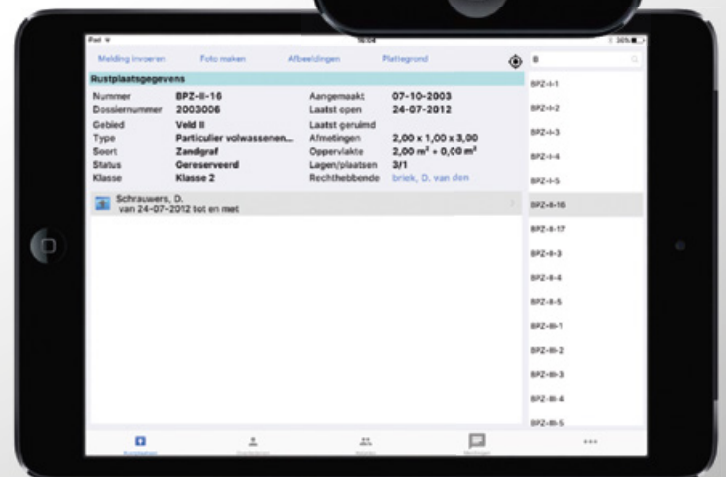 iPad
16:04
30%
Melding invoeren Foto maken Afbeeldingen Plattegrond
B
Rustplaatsgegevens
Nummer BPZ-II-16 Aangemaakt 07-10-2003
Dossiernummer 2003006 Laatst open 24-07-2012
Gebied Veld II Laatst geruimd
Type Particulier volwassenen... Afmetingen 2,00 x 1,00 x 3,00
Soort Zandgraf Oppervlakte 2,00 m² + 0,00 m²
Status Gereserveerd Lagen/plaatsen 3/1
Klasse Klasse 2 Rechthebbende briek, D. van den
Schrauwers, D.
van 24-07-2012 tot en met
BPZ-I-1
BPZ-I-2
BPZ-I-3
BPZ-I-4
BPZ-I-5
BPZ-II-16
BPZ-II-17
BPZ-II-3
BPZ-II-4
BPZ-II-5
BPZ-III-1
BPZ-III-2
BPZ-III-3
BPZ-III-4
BPZ-III-5